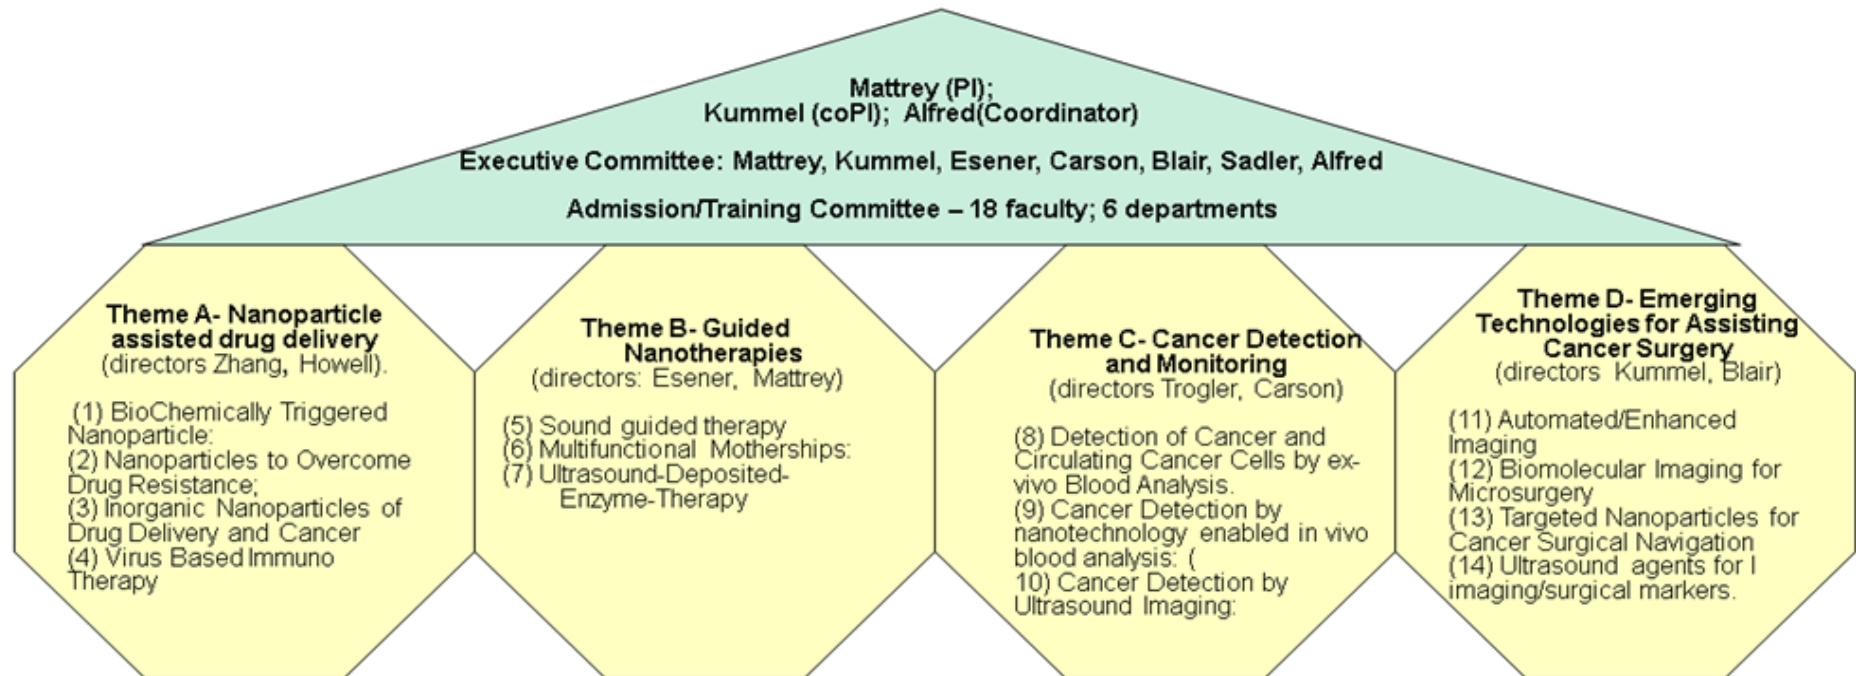 Mattrey (PI);
Kummel (coPI); Alfred(Coordinator)
Executive Committee: Mattrey, Kummel, Esener, Carson, Blair, Sadler, Alfred
Admission/Training Committee – 18 faculty; 6 departments
Theme A- Nanoparticle
assisted drug delivery
(directors Zhang, Howell).
(1) BioChemically Triggered
Nanoparticle:
(2) Nanoparticles to Overcome
Drug Resistance;
(3) Inorganic Nanoparticles of
Drug Delivery and Cancer
(4) Virus Based Immuno
Therapy
Theme B- Guided
Nanotherapies
(directors: Esener, Mattrey)
(5) Sound guided therapy
(6) Multifunctional Motherships:
(7) Ultrasound-Deposited-
Enzyme-Therapy
Theme C- Cancer Detection
and Monitoring
(directors Trogler, Carson)
(8) Detection of Cancer and
Circulating Cancer Cells by ex-
vivo Blood Analysis.
(9) Cancer Detection by
nanotechnology enabled in vivo
blood analysis: (
10) Cancer Detection by
Ultrasound Imaging:
Theme D- Emerging
Technologies for Assisting
Cancer Surgery
(directors Kummel, Blair)
(11) Automated/Enhanced
Imaging
(12) Biomolecular Imaging for
Microsurgery
(13) Targeted Nanoparticles for
Cancer Surgical Navigation
(14) Ultrasound agents for I
imaging/surgical markers.